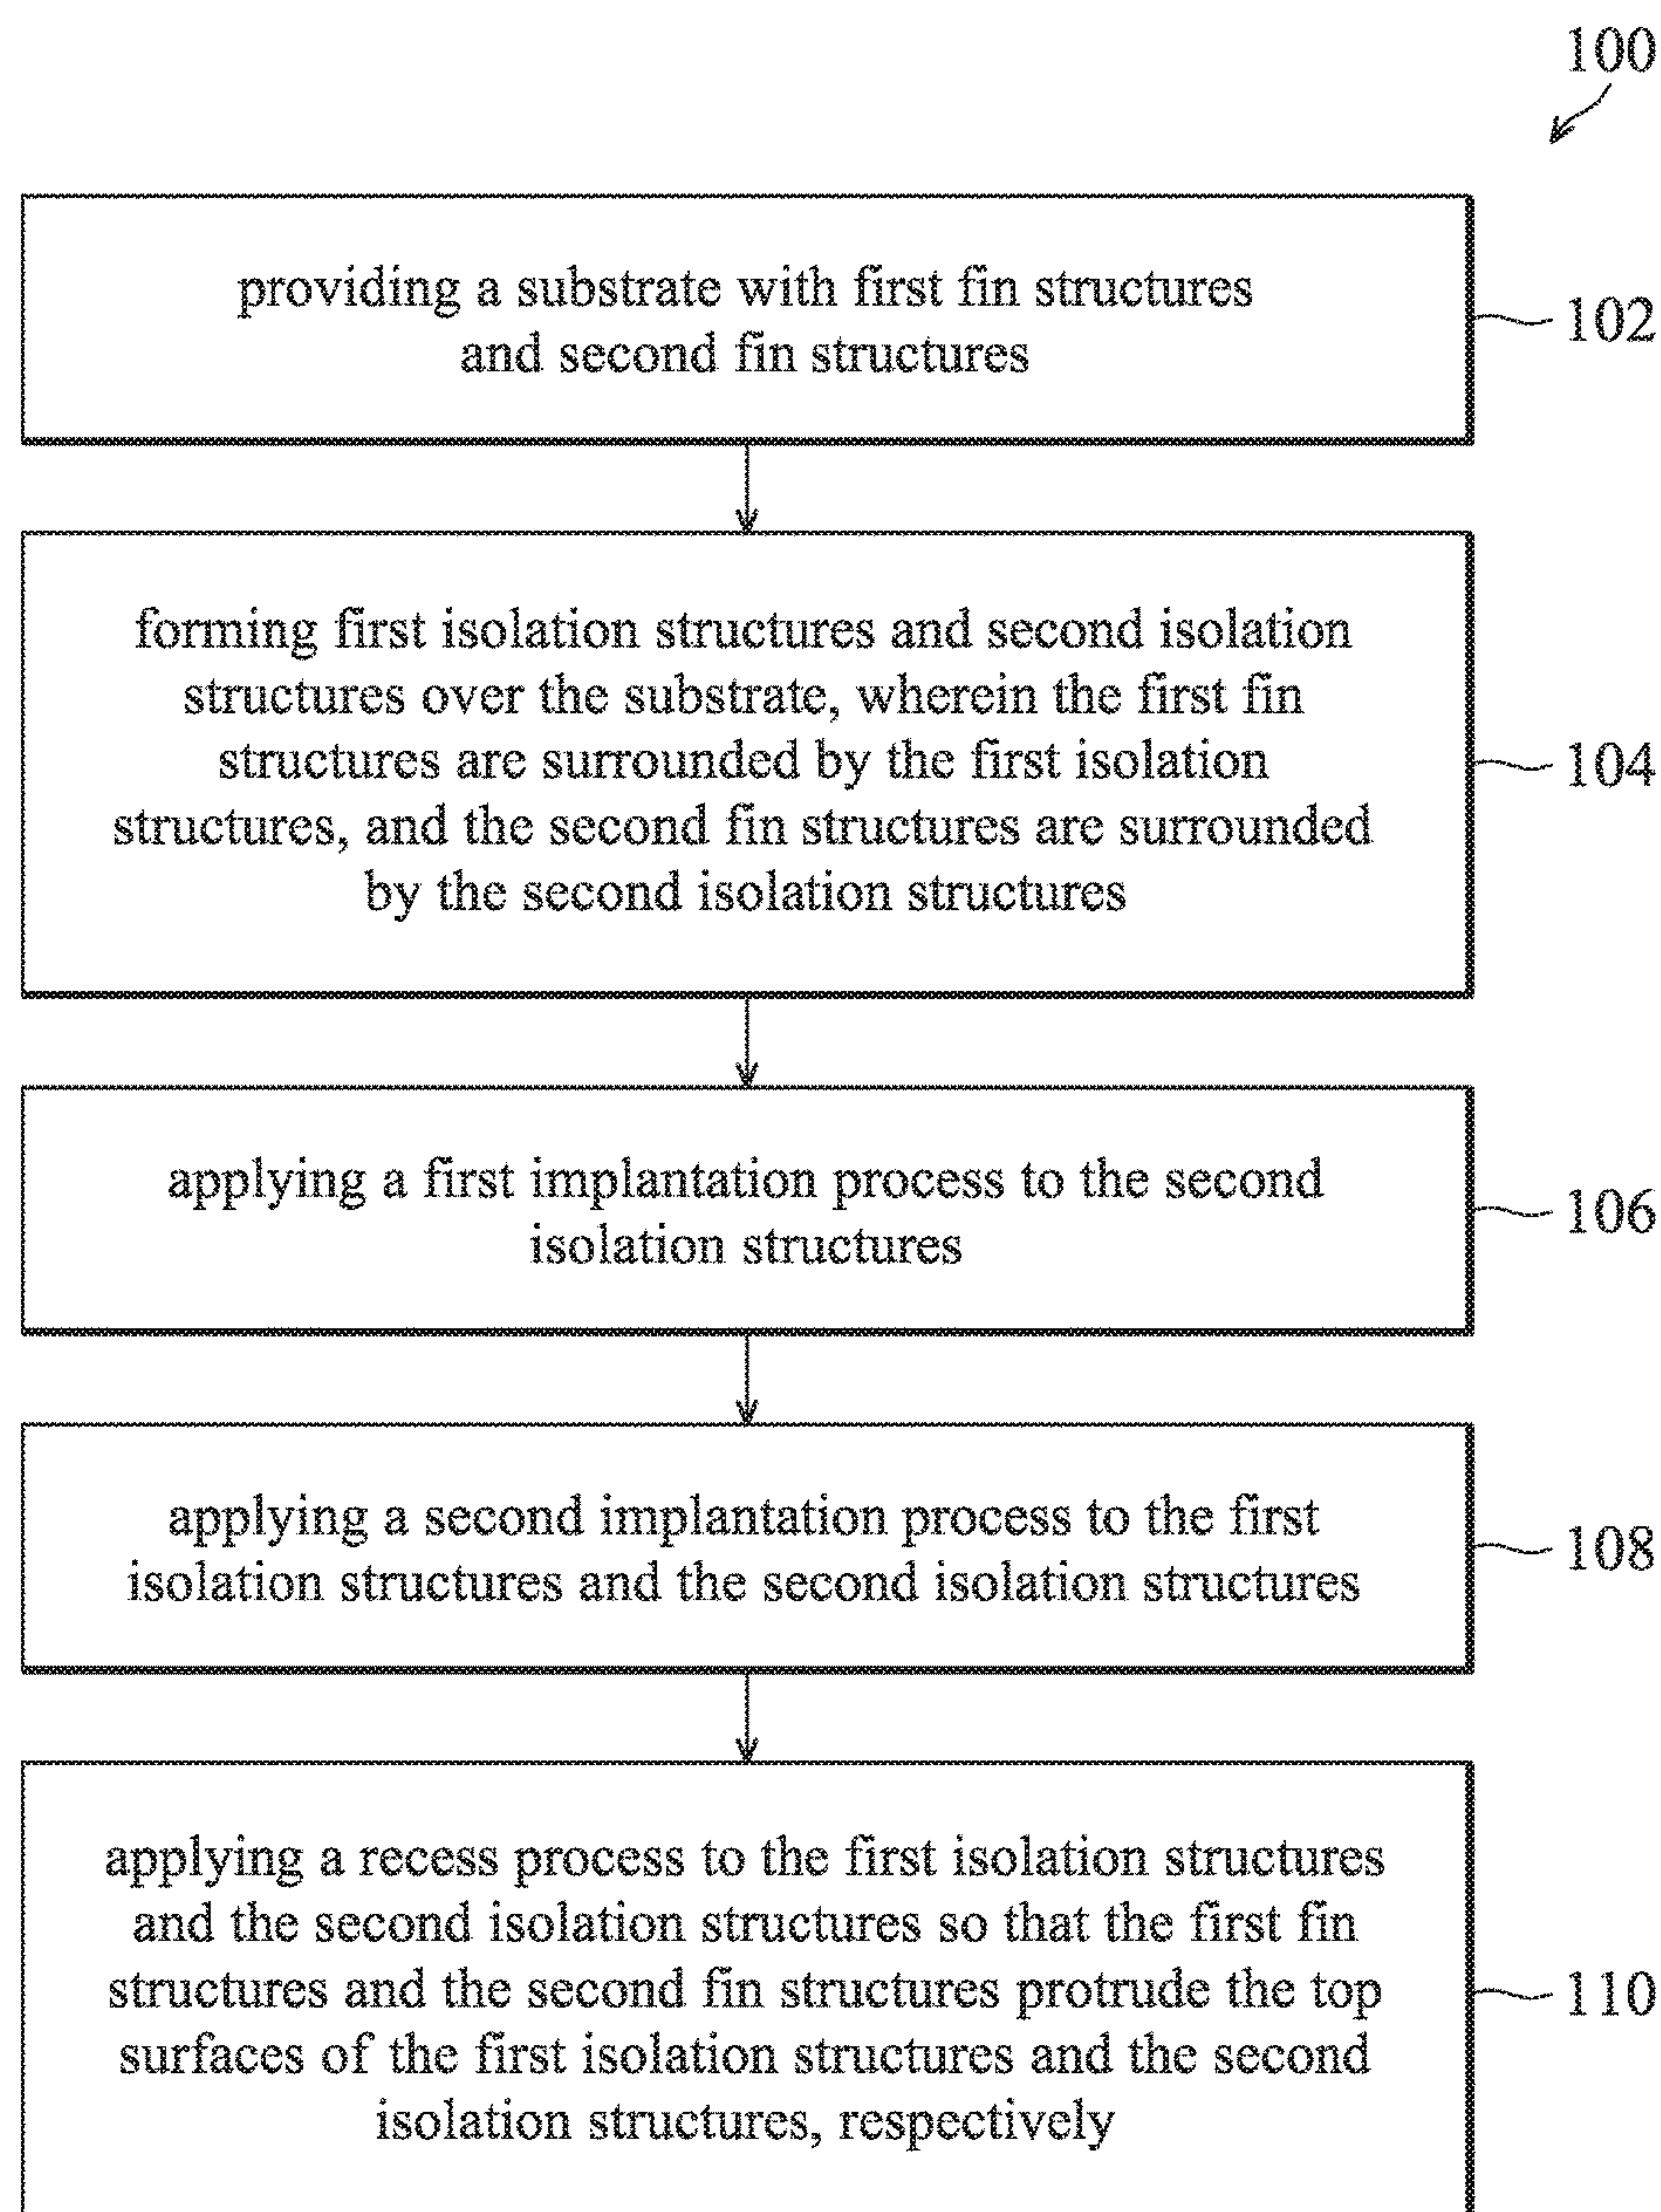 100
providing a substrate with first fin structures
and second fin structures
102
forming first isolation structures and second isolation
structures over the substrate, wherein the first fin
structures are surrounded by the first isolation
structures, and the second fin structures are surrounded
by the second isolation structures
104
applying a first implantation process to the second
isolation structures
106
applying a second implantation process to the first
isolation structures and the second isolation structures
108
applying a recess process to the first isolation structures
and the second isolation structures so that the first fin
structures and the second fin structures protrude the top
surfaces of the first isolation structures and the second
isolation structures, respectively
110